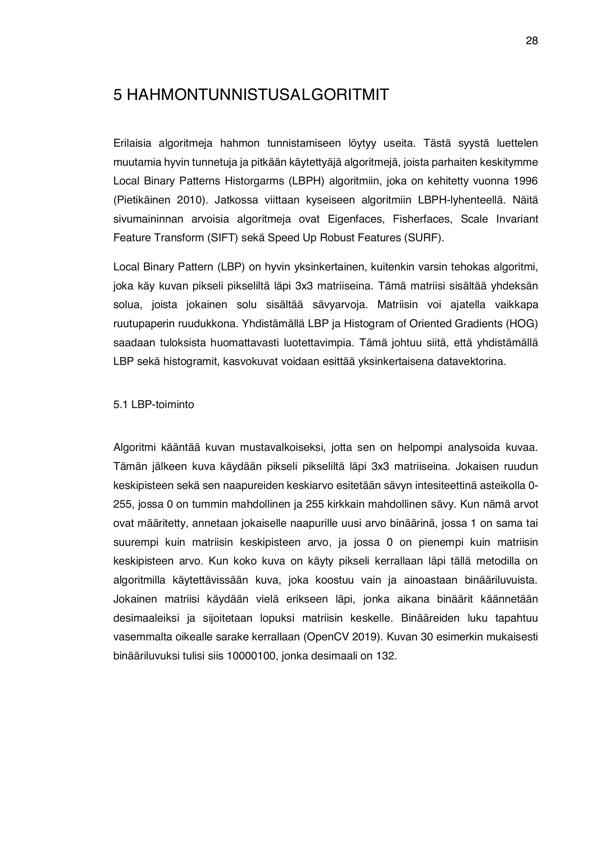 28
5 HAHMONTUNNISTUSALGORITMIT
Erilaisia algoritmeja hahmon tunnistamiseen löytyy useita. Tästä syystä luettelen
muutamia hyvin tunnetuja ja pitkään käytettyäjä algoritmejä, joista parhaiten keskitymme
Local Binary Patterns Historgarms (LBPH) algoritmiin, joka on kehitetty vuonna 1996
(Pietikäinen 2010). Jatkossa viittaan kyseiseen algoritmiin LBPH-lyhenteellä. Näitä
sivumaininnan arvoisia algoritmeja ovat Eigenfaces, Fisherfaces, Scale Invariant
Feature Transform (SIFT) sekä Speed Up Robust Features (SURF).
Local Binary Pattern (LBP) on hyvin yksinkertainen, kuitenkin varsin tehokas algoritmi,
joka käy kuvan pikseli pikseliltä läpi 3x3 matriiseina. Tämä matriisi sisältää yhdeksän
solua, joista jokainen solu sisältää sävyarvoja. Matriisin voi ajatella vaikkapa
ruutupaperin ruudukkona. Yhdistämällä LBP ja Histogram of Oriented Gradients (HOG)
saadaan tuloksista huomattavasti luotettavimpia. Tämä johtuu siitä, että yhdistämällä
LBP sekä histogramit, kasvokuvat voidaan esittää yksinkertaisena datavektorina.
5.1 LBP-toiminto
Algoritmi kääntää kuvan mustavalkoiseksi, jotta sen on helpompi analysoida kuvaa.
Tämän jälkeen kuva käydään pikseli pikseliltä läpi 3x3 matriiseina. Jokaisen ruudun
keskipisteen sekä sen naapureiden keskiarvo esitetään sävyn intesiteettinä asteikolla 0-
255, jossa 0 on tummin mahdollinen ja 255 kirkkain mahdollinen sävy. Kun nämä arvot
ovat määritetty, annetaan jokaiselle naapurille uusi arvo binäärinä, jossa 1 on sama tai
suurempi kuin matriisin keskipisteen arvo, ja jossa 0 on pienempi kuin matriisin
keskipisteen arvo. Kun koko kuva on käyty pikseli kerrallaan läpi tällä metodilla on
algoritmilla käytettävissään kuva, joka koostuu vain ja ainoastaan binääriluvuista.
Jokainen matriisi käydään vielä erikseen läpi, jonka aikana binäärit käännetään
desimaaleiksi ja sijoitetaan lopuksi matriisin keskelle. Binääreiden luku tapahtuu
vasemmalta oikealle sarake kerrallaan (OpenCV 2019). Kuvan 30 esimerkin mukaisesti
binääriluvuksi tulisi siis 10000100, jonka desimaali on 132.